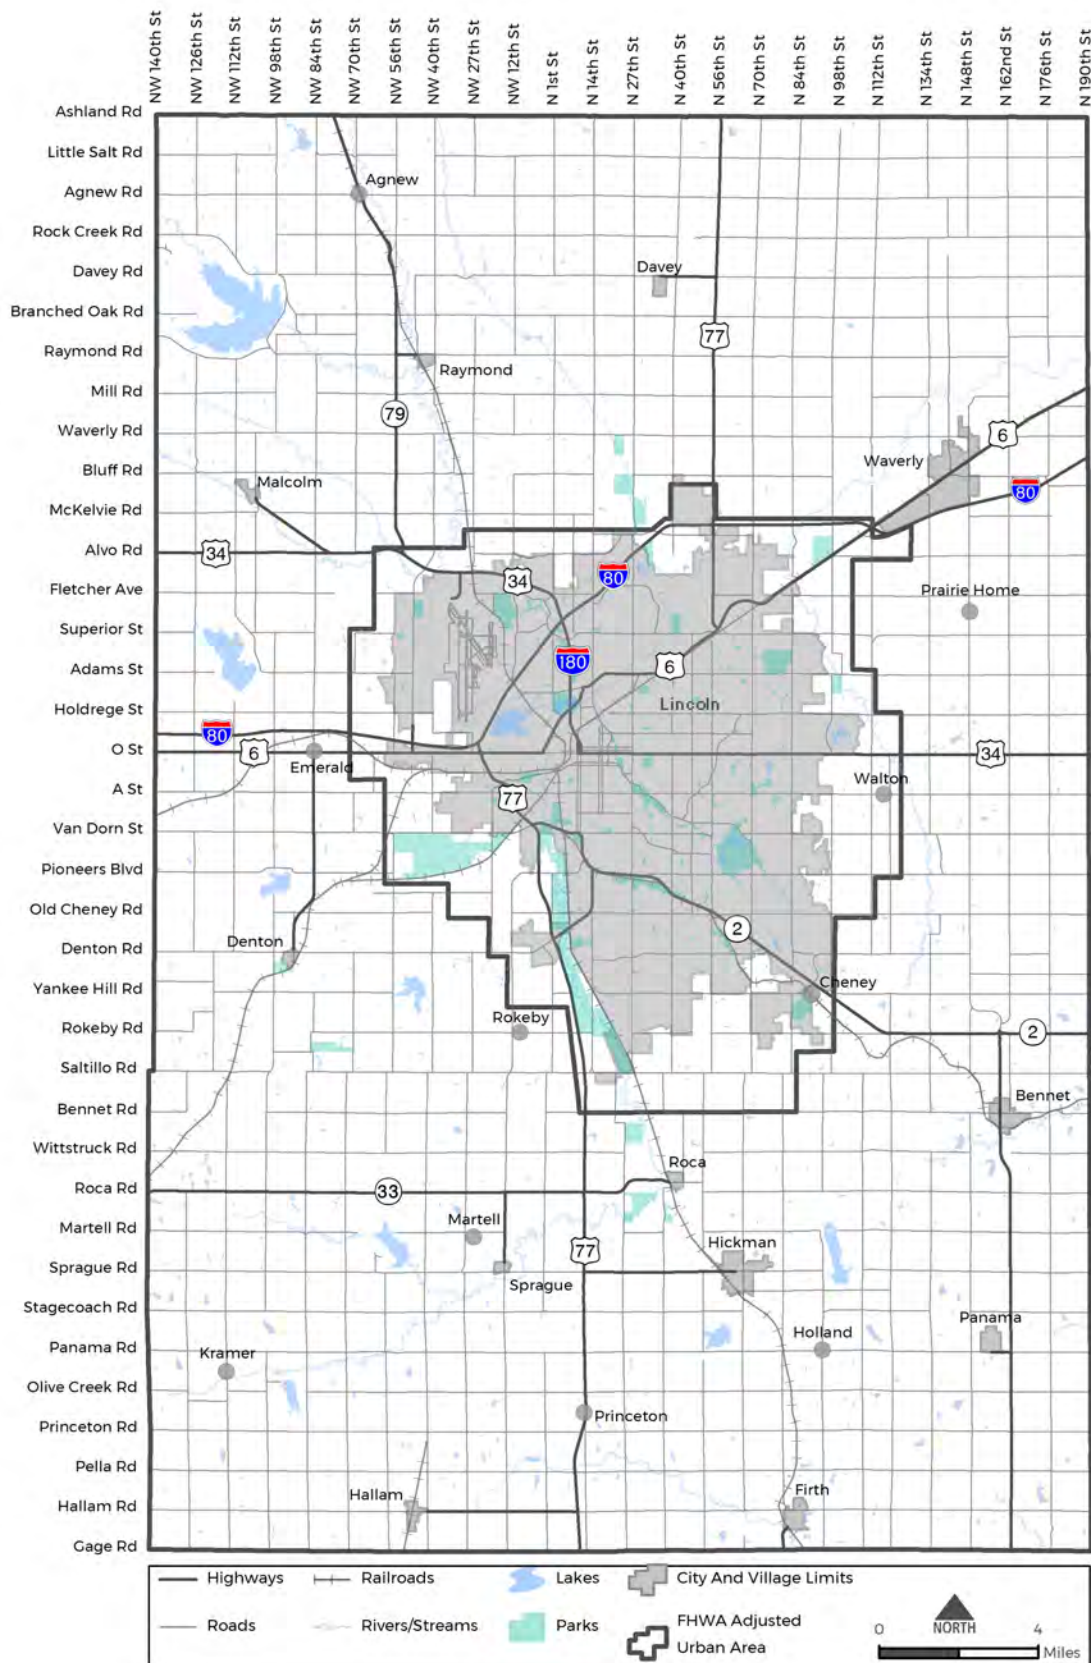 NW 140th St
NW 126th St
NW 112th St
NW 98th St
NW 84th St
NW 70th St
NW 56th St
NW 40th St
NW 27th St
NW 12th St
N 1st St
N 14th St
N 27th St
N 40th St
N 56th St
N 70th St
N 84th St
N 98th St
N 112th St
N 134th St
N 148th St
N 162nd St
N 176th St
N 190th St
Ashland Rd
Little Salt Rd
Agnew Rd
Rock Creek Rd
Davey Rd
Branched Oak Rd
Raymond Rd
Mill Rd
Waverly Rd
Bluff Rd
McKelvie Rd
Alvo Rd
Fletcher Ave
Superior St
Adams St
Holdrege St
O St
A St
Van Dorn St
Pioneers Blvd
Old Cheney Rd
Denton Rd
Yankee Hill Rd
Rokeby Rd
Saltillo Rd
Bennet Rd
Wittstruck Rd
Roca Rd
Martell Rd
Sprague Rd
Stagecoach Rd
Panama Rd
Olive Creek Rd
Princeton Rd
Pella Rd
Hallam Rd
Gage Rd
Agnew
Davey
77
Raymond
79
6
Waverly
80
Malcolm
34
34
80
Prairie Home
180
6
Lincoln
80
6
Emerald
34
77
Walton
2
Denton
Cheney
Rokeby
2
Bennet
Roca
33
Martell
77
Hickman
Sprague
Panama
Holland
Kramer
Princeton
Hallam
Firth
Highways
Railroads
Lakes
City And Village Limits
Roads
Rivers/Streams
Parks
FHWA Adjusted
Urban Area
NORTH
0 4
Miles